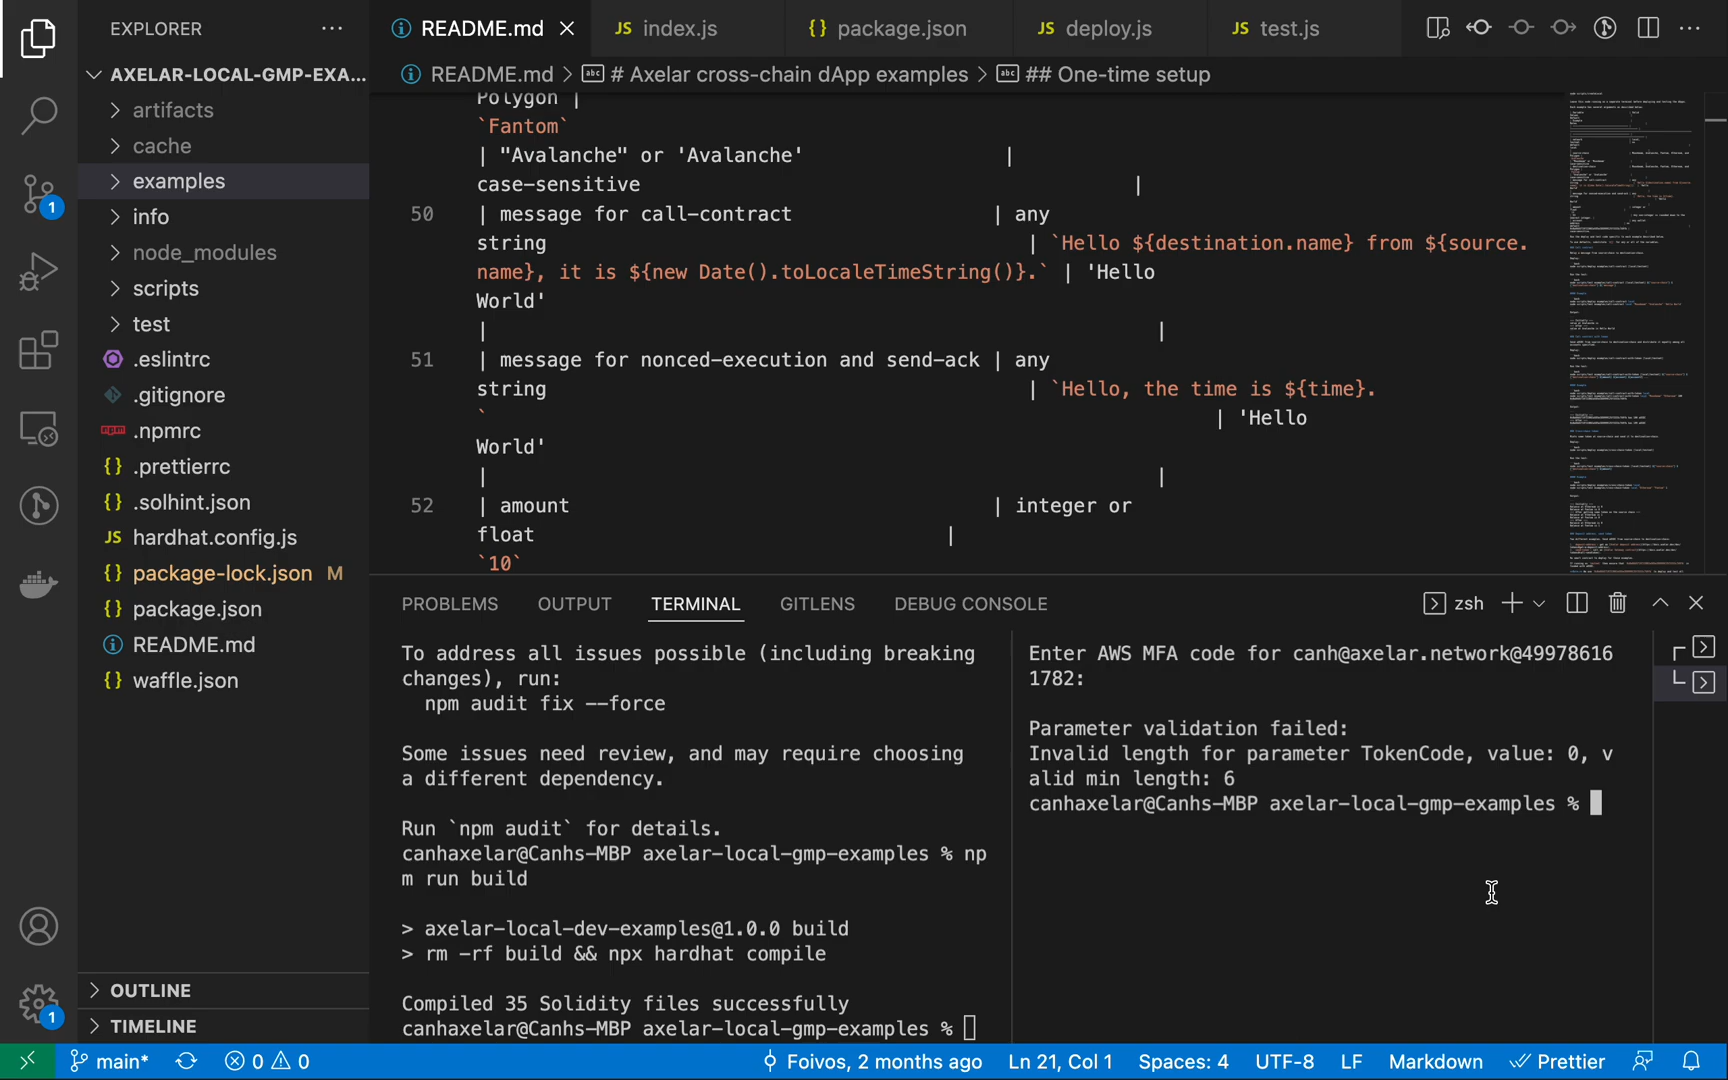 EXPLORER
AXELAR-LOCAL-GMP-EXA...
artifacts
cache
examples
info
node_modules
scripts
test
.eslintrc
.gitignore
.npmrc
.prettierrc
.solhint.json
hardhat.config.js
package-lock.json M
package.json
README.md
waffle.json
OUTLINE
TIMELINE
README.md
JS index.js
{} package.json
JS deploy.js
JS test.js
README.md > # Axelar cross-chain dApp examples > ## One-time setup
Polygon |
`Fantom`
| "Avalanche" or 'Avalanche' |
case-sensitive |
50 | message for call-contract | any
string | `Hello ${destination.name} from ${source.
name}, it is ${new Date().toLocaleTimeString()}.` | 'Hello
World'
| |
51 | message for nonced-execution and send-ack | any
string | `Hello, the time is ${time}.
` | 'Hello
World'
| |
52 | amount | integer or
float |
`10`
PROBLEMS OUTPUT TERMINAL GITLENS DEBUG CONSOLE
zsh
To address all issues possible (including breaking
changes), run:
npm audit fix --force
Some issues need review, and may require choosing
a different dependency.
Run `npm audit` for details.
canhaxelar@Canhs-MBP axelar-local-gmp-examples % np
m run build
> axelar-local-dev-examples@1.0.0 build
> rm -rf build && npx hardhat compile
Compiled 35 Solidity files successfully
canhaxelar@Canhs-MBP axelar-local-gmp-examples %
Enter AWS MFA code for canh@axelar.network@49978616
1782:
Parameter validation failed:
Invalid length for parameter TokenCode, value: 0, v
alid min length: 6
canhaxelar@Canhs-MBP axelar-local-gmp-examples %
1
1
main* 0 0 Foivos, 2 months ago Ln 21, Col 1 Spaces: 4 UTF-8 LF Markdown Prettier